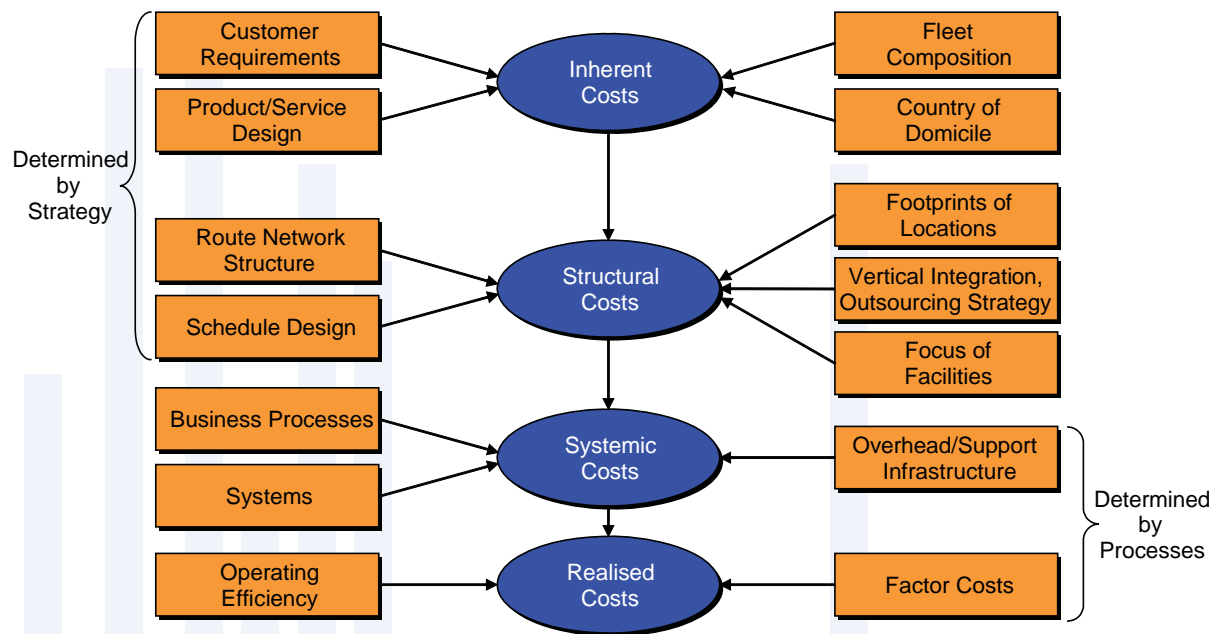 Customer
Requirements
Inherent
Costs
Fleet
Composition
Product/Service
Design
Country of
Domicile
Determined
by
Strategy
Route Network
Structure
Structural
Costs
Footprints of
Locations
Vertical Integration,
Outsourcing Strategy
Schedule Design
Focus of
Facilities
Business Processes
Systemic
Costs
Overhead/Support
Infrastructure
Systems
Determined
by
Processes
Operating
Efficiency
Realised
Costs
Factor Costs